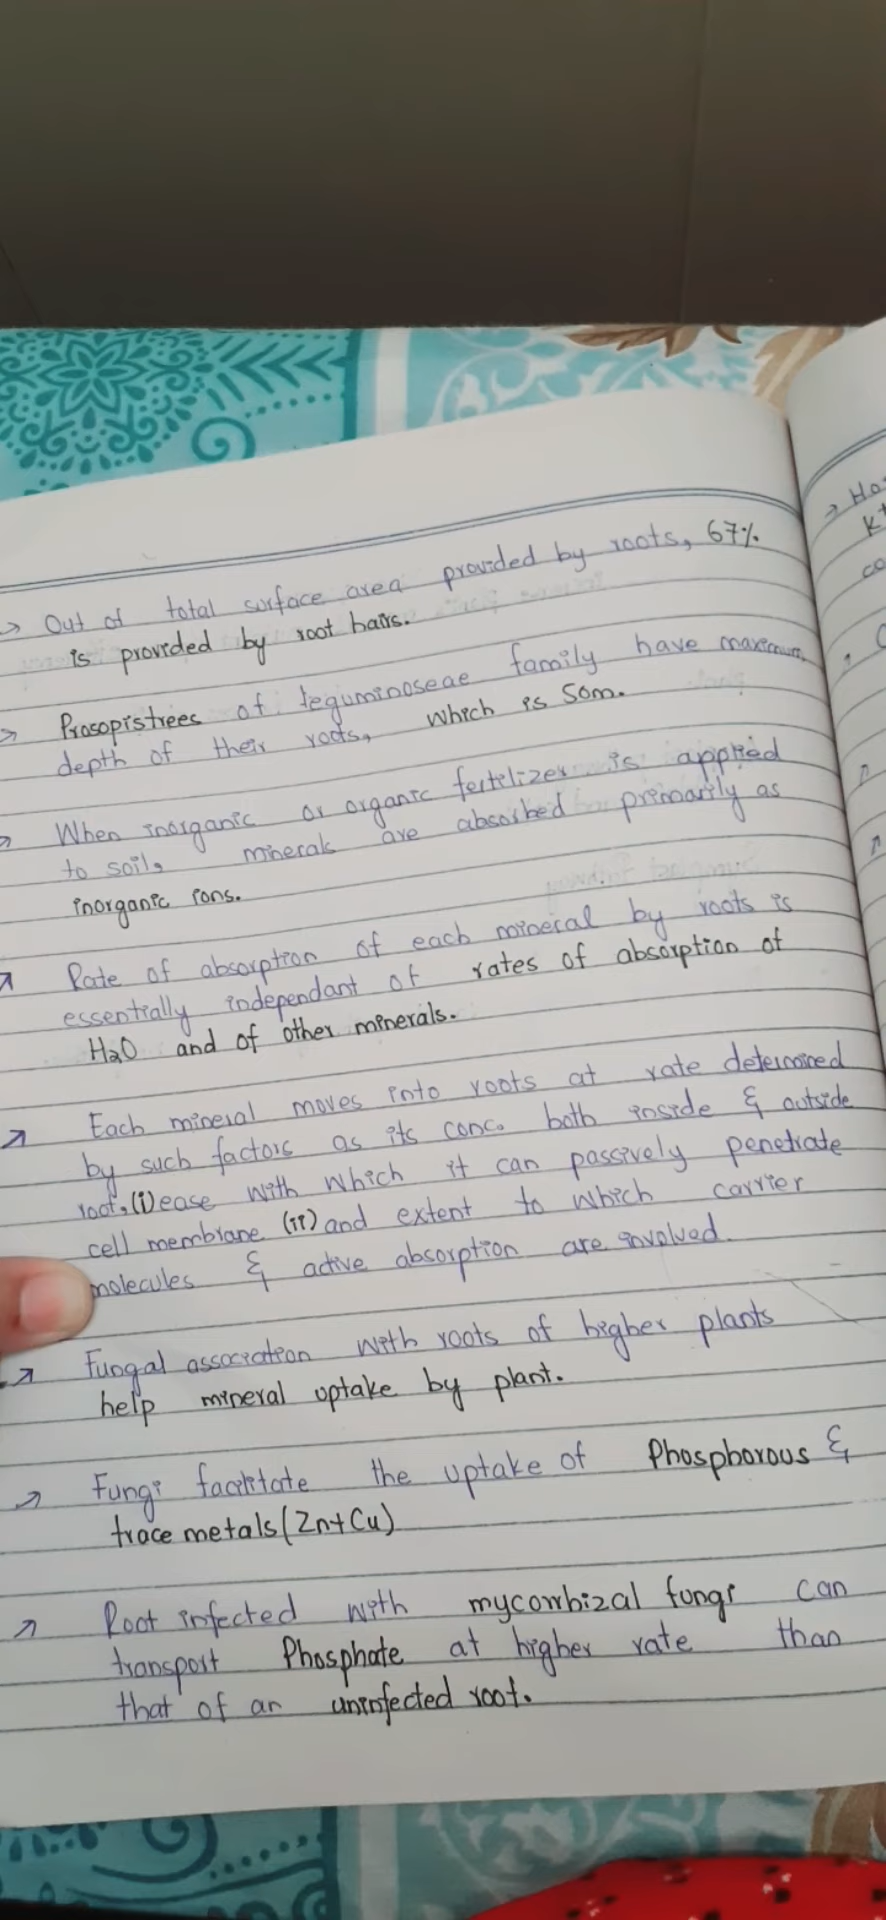 → Out of total surface area provided by roots, 67%
is provided by root hairs.
→ Prosopistrees of leguminoseae family have maximum
depth of their roots, which is 50m.
→ When inorganic or organic fertelizer is applied
to soil, minerals are absorbed primarily as
inorganic ions.
→ Rate of absorption of each mineral by roots is
essentially independant of rates of absorption of
H2O and of other minerals.
→ Each mineral moves into roots at rate determined
by such factors as its conc. both inside & outside
root, (i) ease with which it can passively penetrate
cell membrane (ii) and extent to which carrier
molecules & active absorption are involved.
→ Fungal association with roots of higher plants
help mineral uptake by plant.
→ Fungi facilitate the uptake of Phosphorous &
trace metals (Zn+Cu)
→ Root infected with mycorrhizal fungi can
transport Phosphate at higher rate than
that of an uninfected root.
→ Ho
K+
co